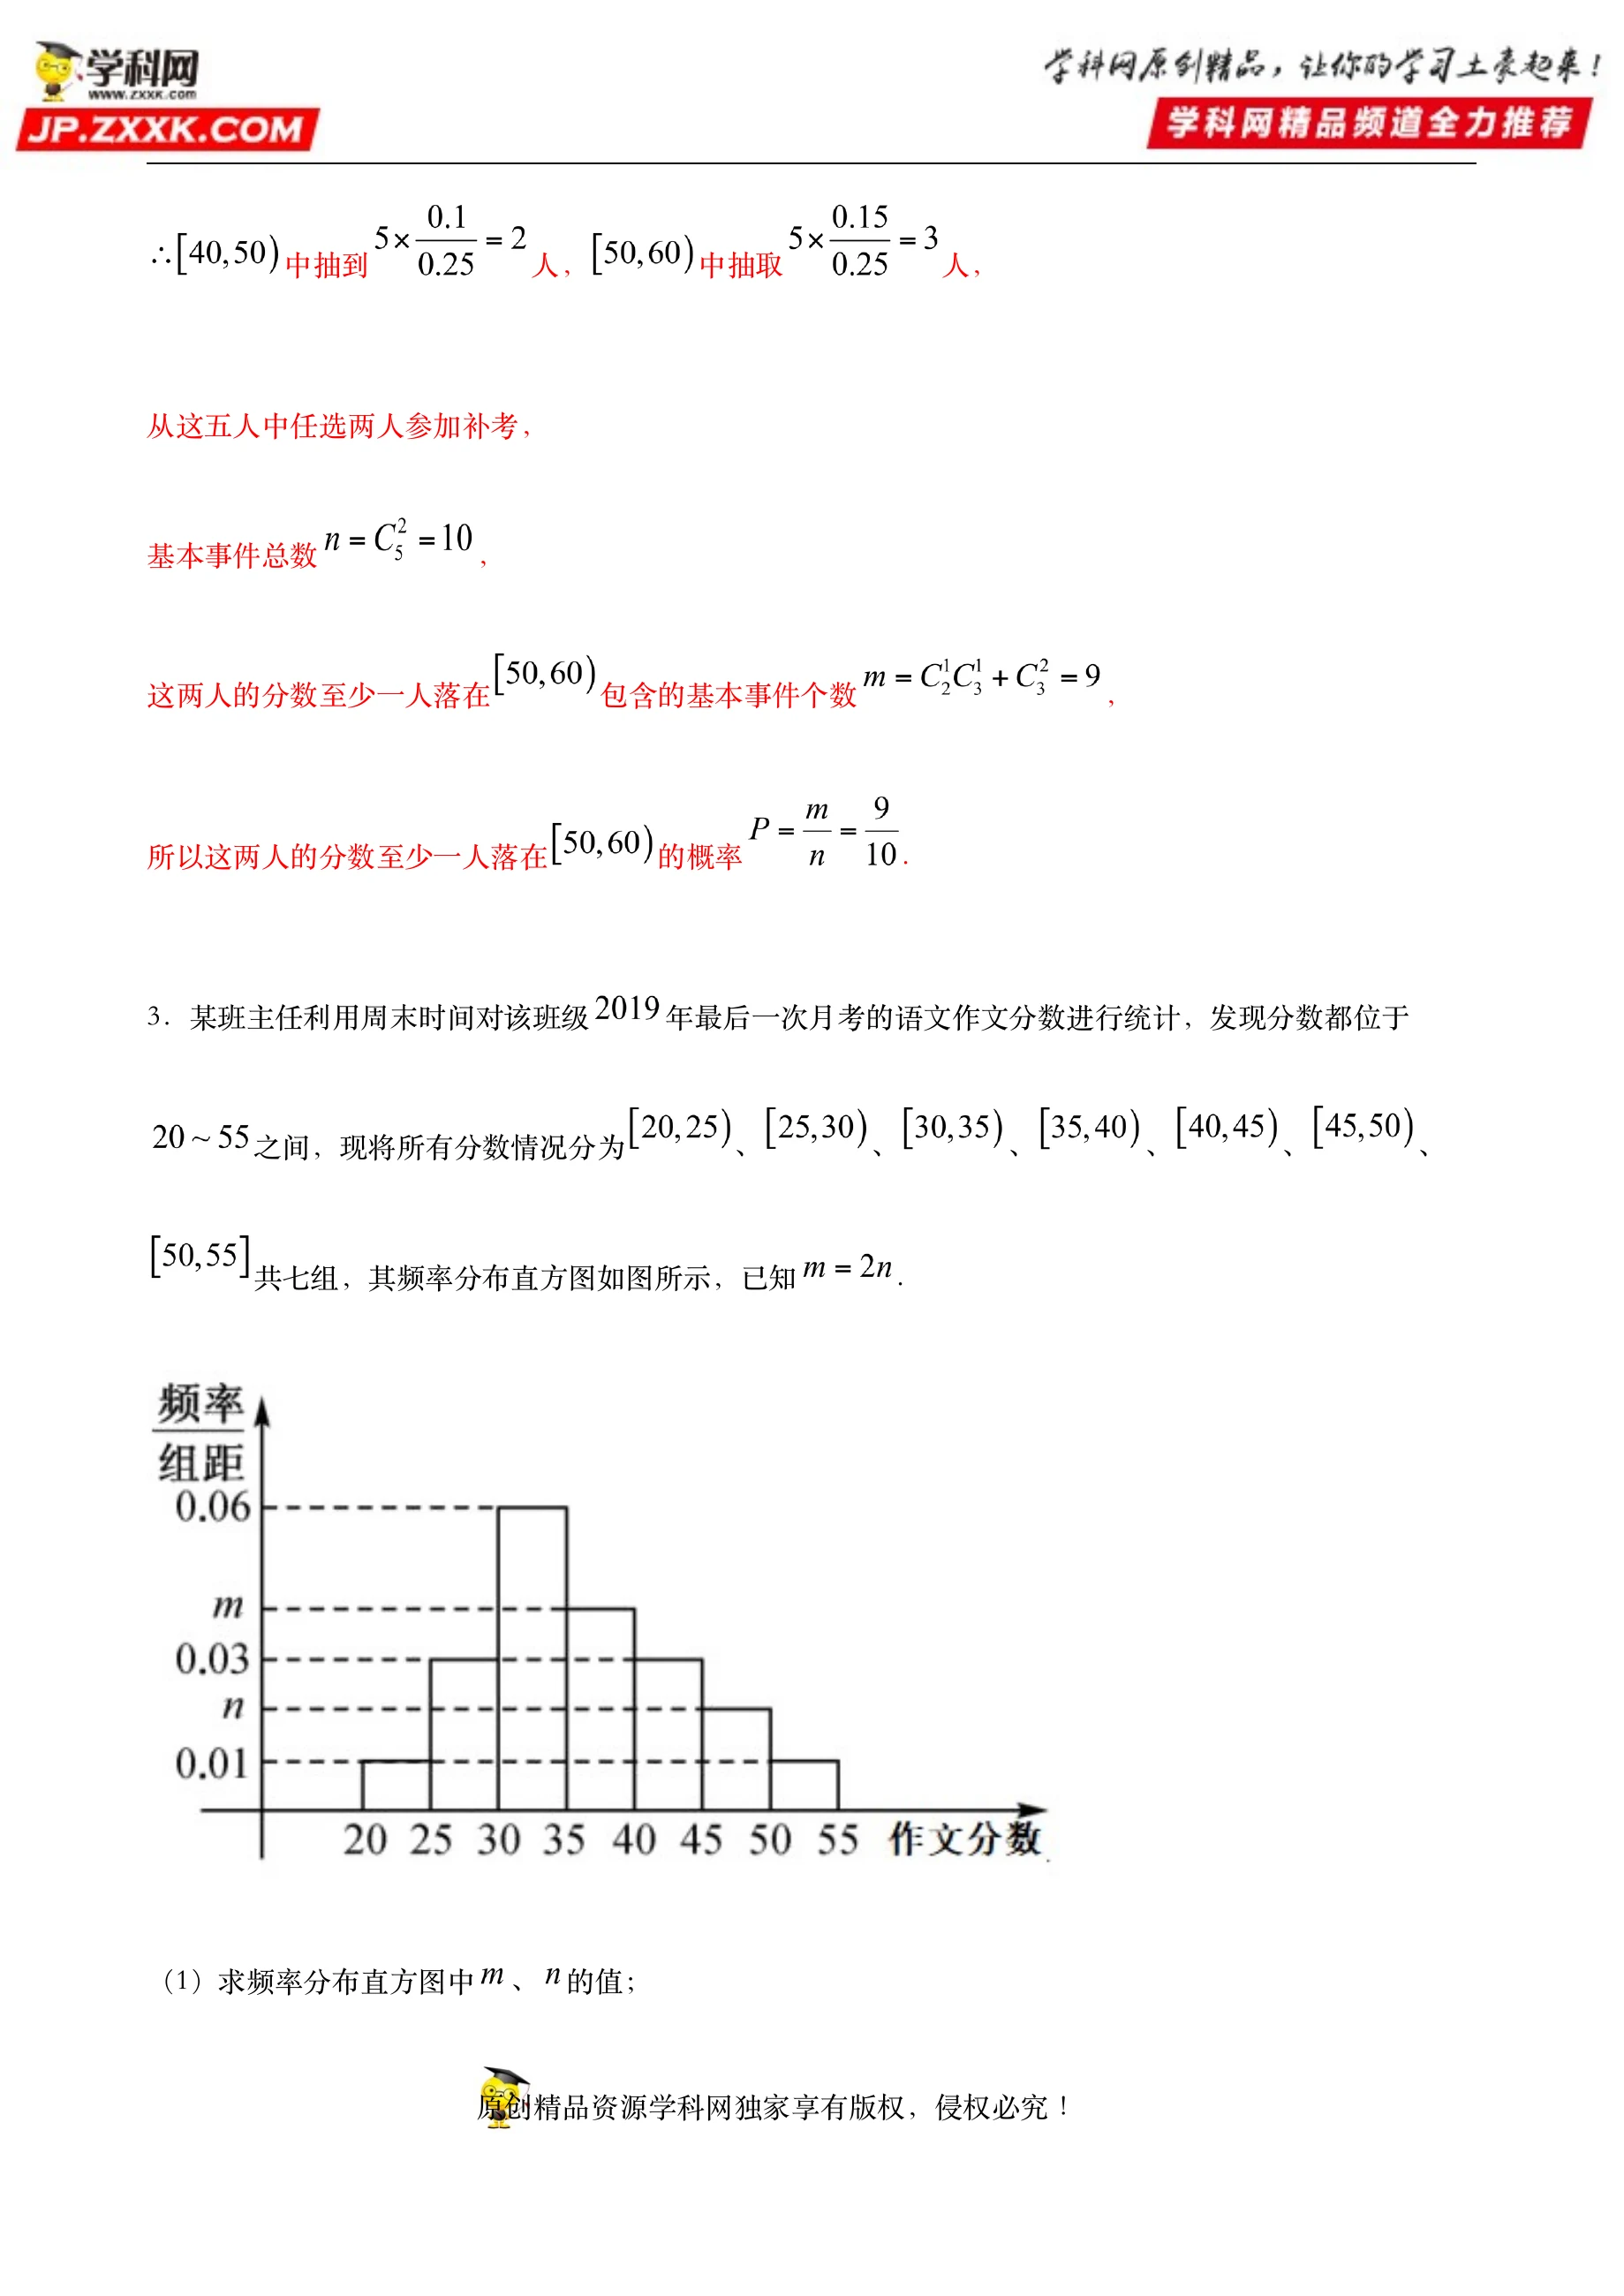 学科网
www.zxxk.com
JP.ZXXK.COM
学科网原创精品，让你的学习土豪起来！
学科网精品频道全力推荐
∴[40,50)中抽到 5×0.1/0.25=2 人，[50,60)中抽取 5×0.15/0.25=3 人，
从这五人中任选两人参加补考，
基本事件总数 n=C₅²=10，
这两人的分数至少一人落在[50,60)包含的基本事件个数 m=C₂¹C₃¹+C₃²=9，
所以这两人的分数至少一人落在[50,60)的概率 P=m/n=9/10.
3．某班主任利用周末时间对该班级2019年最后一次月考的语文作文分数进行统计，发现分数都位于
20~55之间，现将所有分数情况分为[20,25)、[25,30)、[30,35)、[35,40)、[40,45)、[45,50)、
[50,55]共七组，其频率分布直方图如图所示，已知 m=2n.
频率
组距
0.06
m
0.03
n
0.01
20 25 30 35 40 45 50 55 作文分数
（1）求频率分布直方图中 m、n 的值；
原创精品资源学科网独家享有版权，侵权必究！